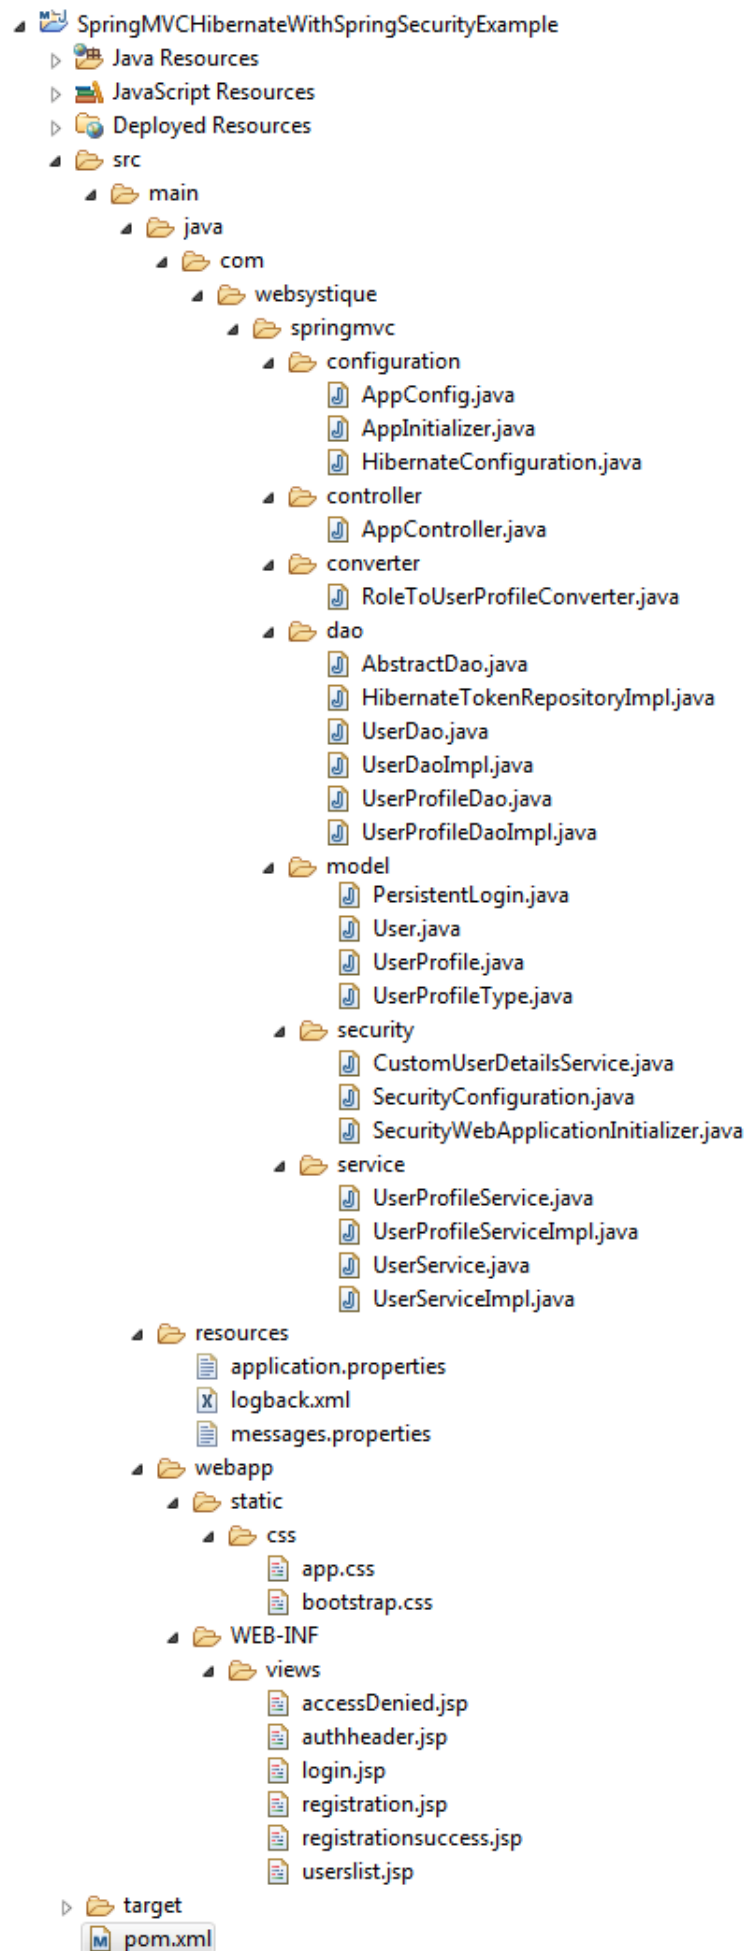 SpringMVCHibernateWithSpringSecurityExample
Java Resources
JavaScript Resources
Deployed Resources
src
main
java
com
websystique
springmvc
configuration
AppConfig.java
AppInitializer.java
HibernateConfiguration.java
controller
AppController.java
converter
RoleToUserProfileConverter.java
dao
AbstractDao.java
HibernateTokenRepositoryImpl.java
UserDao.java
UserDaoImpl.java
UserProfileDao.java
UserProfileDaoImpl.java
model
PersistentLogin.java
User.java
UserProfile.java
UserProfileType.java
security
CustomUserDetailsService.java
SecurityConfiguration.java
SecurityWebApplicationInitializer.java
service
UserProfileService.java
UserProfileServiceImpl.java
UserService.java
UserServiceImpl.java
resources
application.properties
logback.xml
messages.properties
webapp
static
css
app.css
bootstrap.css
WEB-INF
views
accessDenied.jsp
authheader.jsp
login.jsp
registration.jsp
registrationsuccess.jsp
userslist.jsp
target
pom.xml